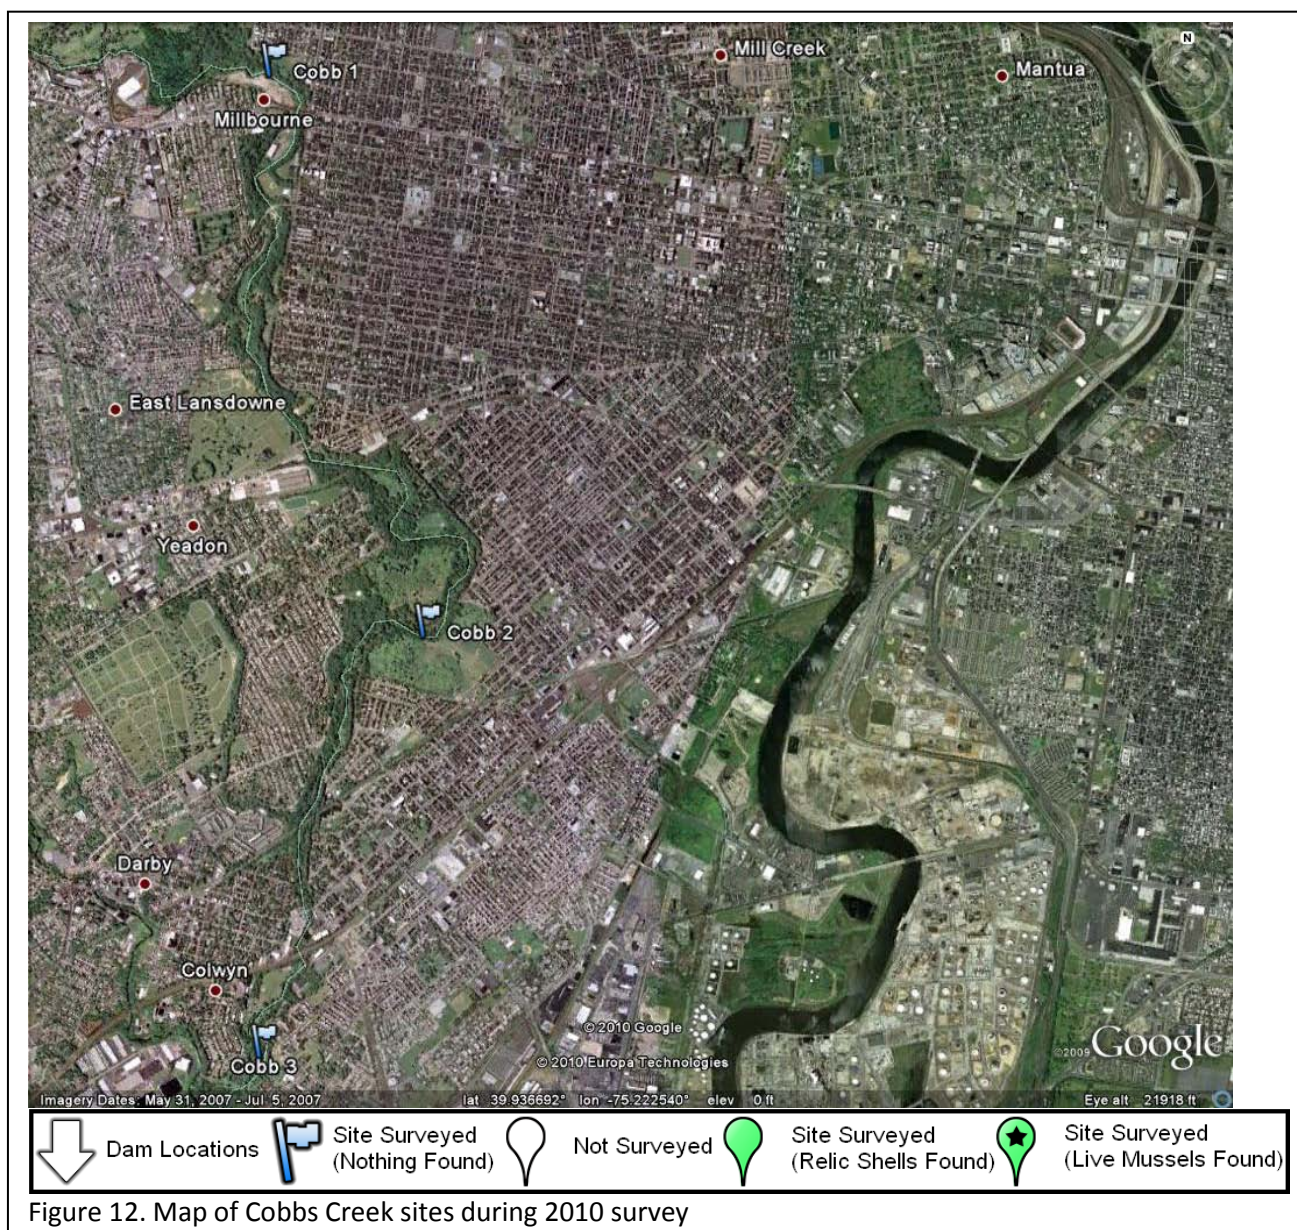 N
Mill Creek
Cobb 1
Mantua
Millbourne
East Lansdowne
Yeadon
Cobb 2
Darby
Colwyn
Cobb 3
© 2010 Google
© 2010 Europa Technologies
©2009 Google
Imagery Dates: May 31, 2007 - Jul 5, 2007
lat 39.936692° lon -75.222540° elev 0 ft
Eye alt 21918 ft
Dam Locations
Site Surveyed
(Nothing Found)
Not Surveyed
Site Surveyed
(Relic Shells Found)
Site Surveyed
(Live Mussels Found)
Figure 12. Map of Cobbs Creek sites during 2010 survey